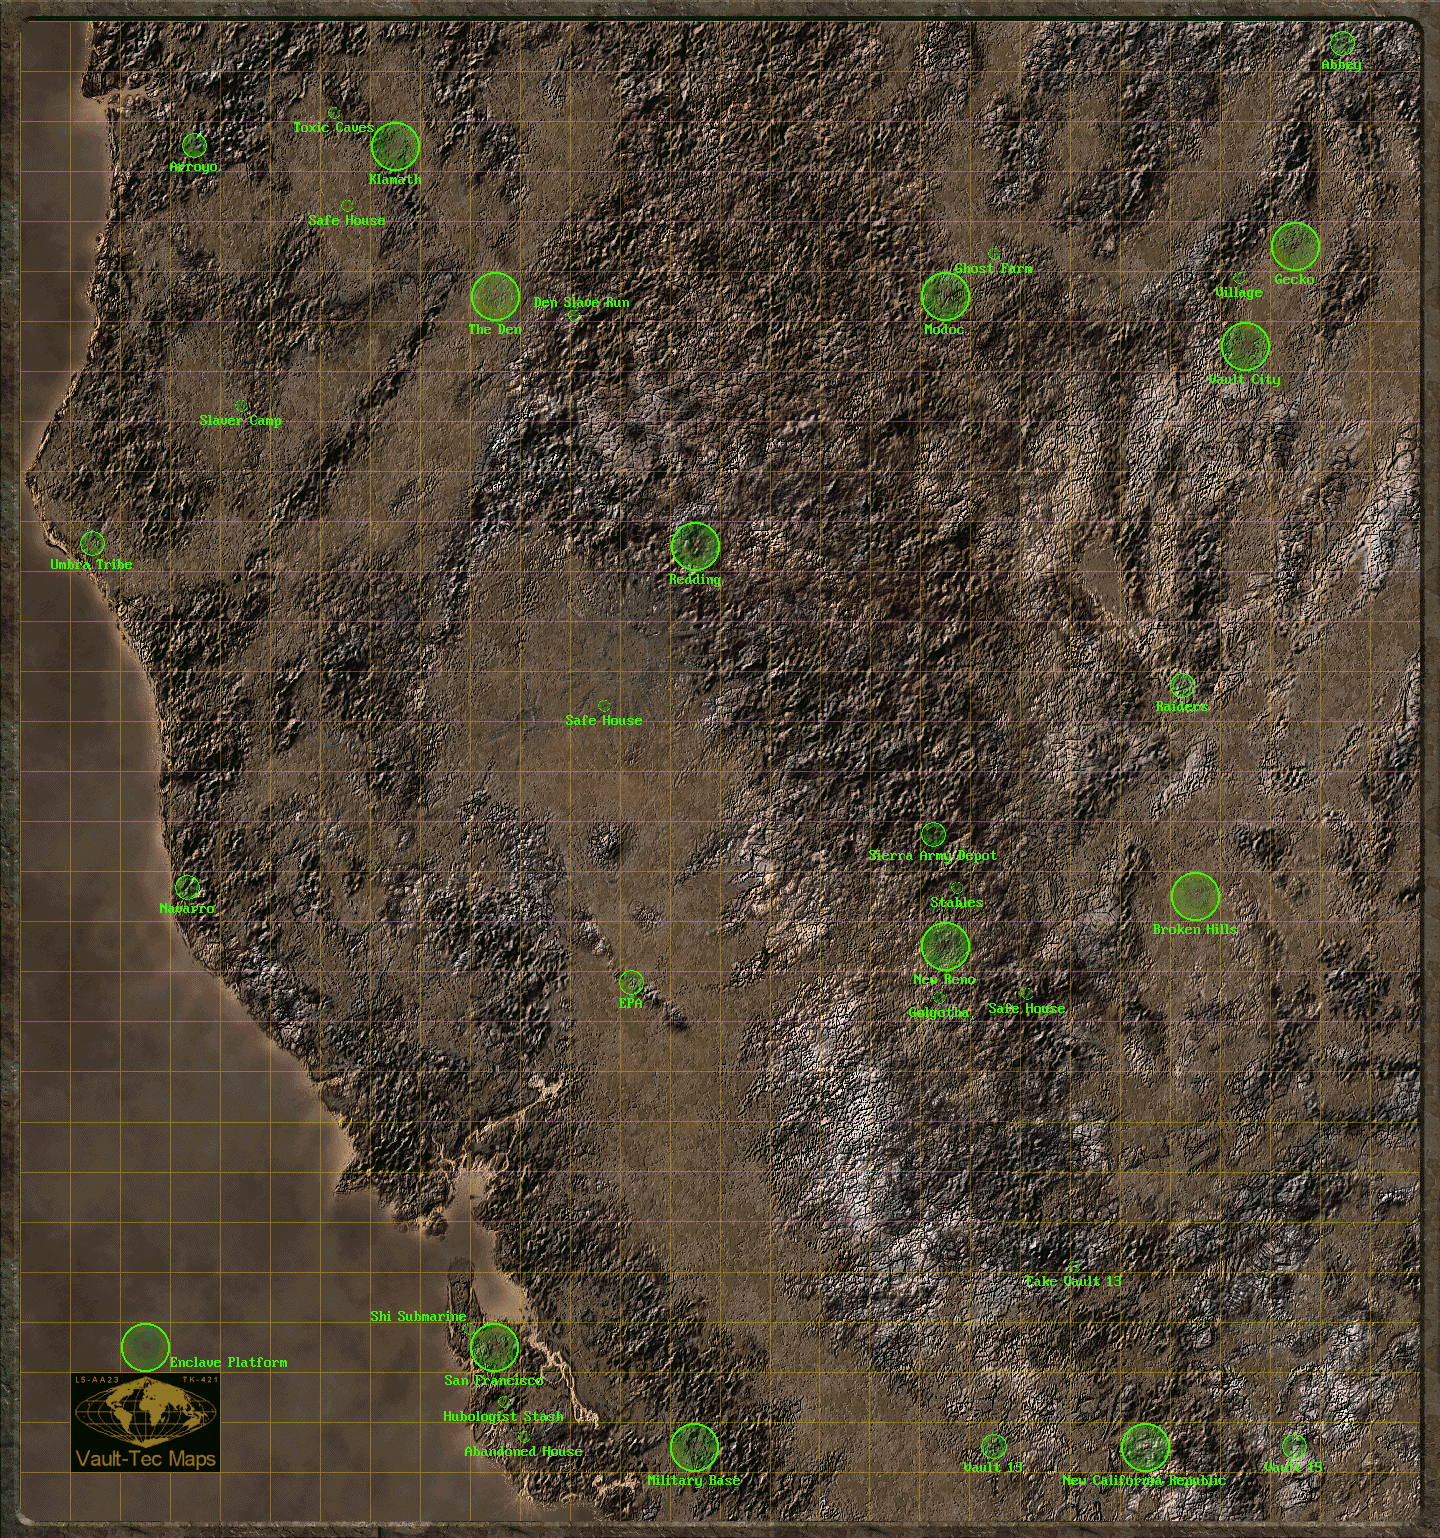 Abbey
Toxic Caves
Arroyo
Klamath
Safe House
Ghost Farm
Gecko
Village
Den Slave Run
The Den
Modoc
Vault City
Slaver Camp
Umbra Tribe
Redding
Raiders
Safe House
Sierra Army Depot
Stables
Navarro
Broken Hills
New Reno
EPA
Golgotha
Safe House
Fake Vault 13
Shi Submarine
Enclave Platform
San Francisco
L5-AA23
TK-421
Hubologist Stash
Abandoned House
Vault-Tec Maps
Vault 13
Vault 15
Military Base
New California Republic